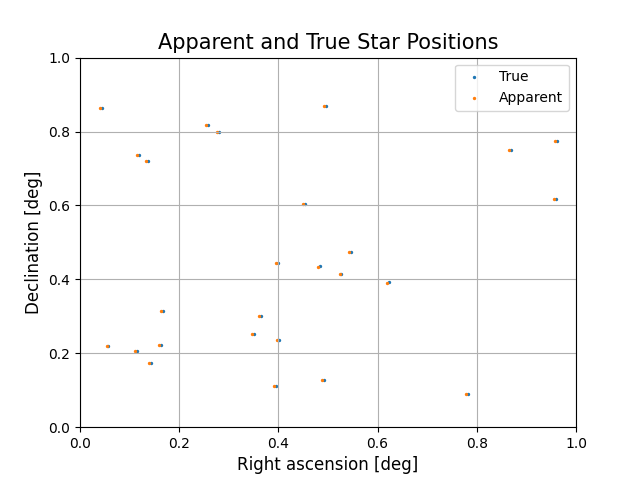 Apparent and True Star Positions
True
Apparent
Declination [deg]
1.0
0.8
0.6
0.4
0.2
0.0
0.0 0.2 0.4 0.6 0.8 1.0
Right ascension [deg]